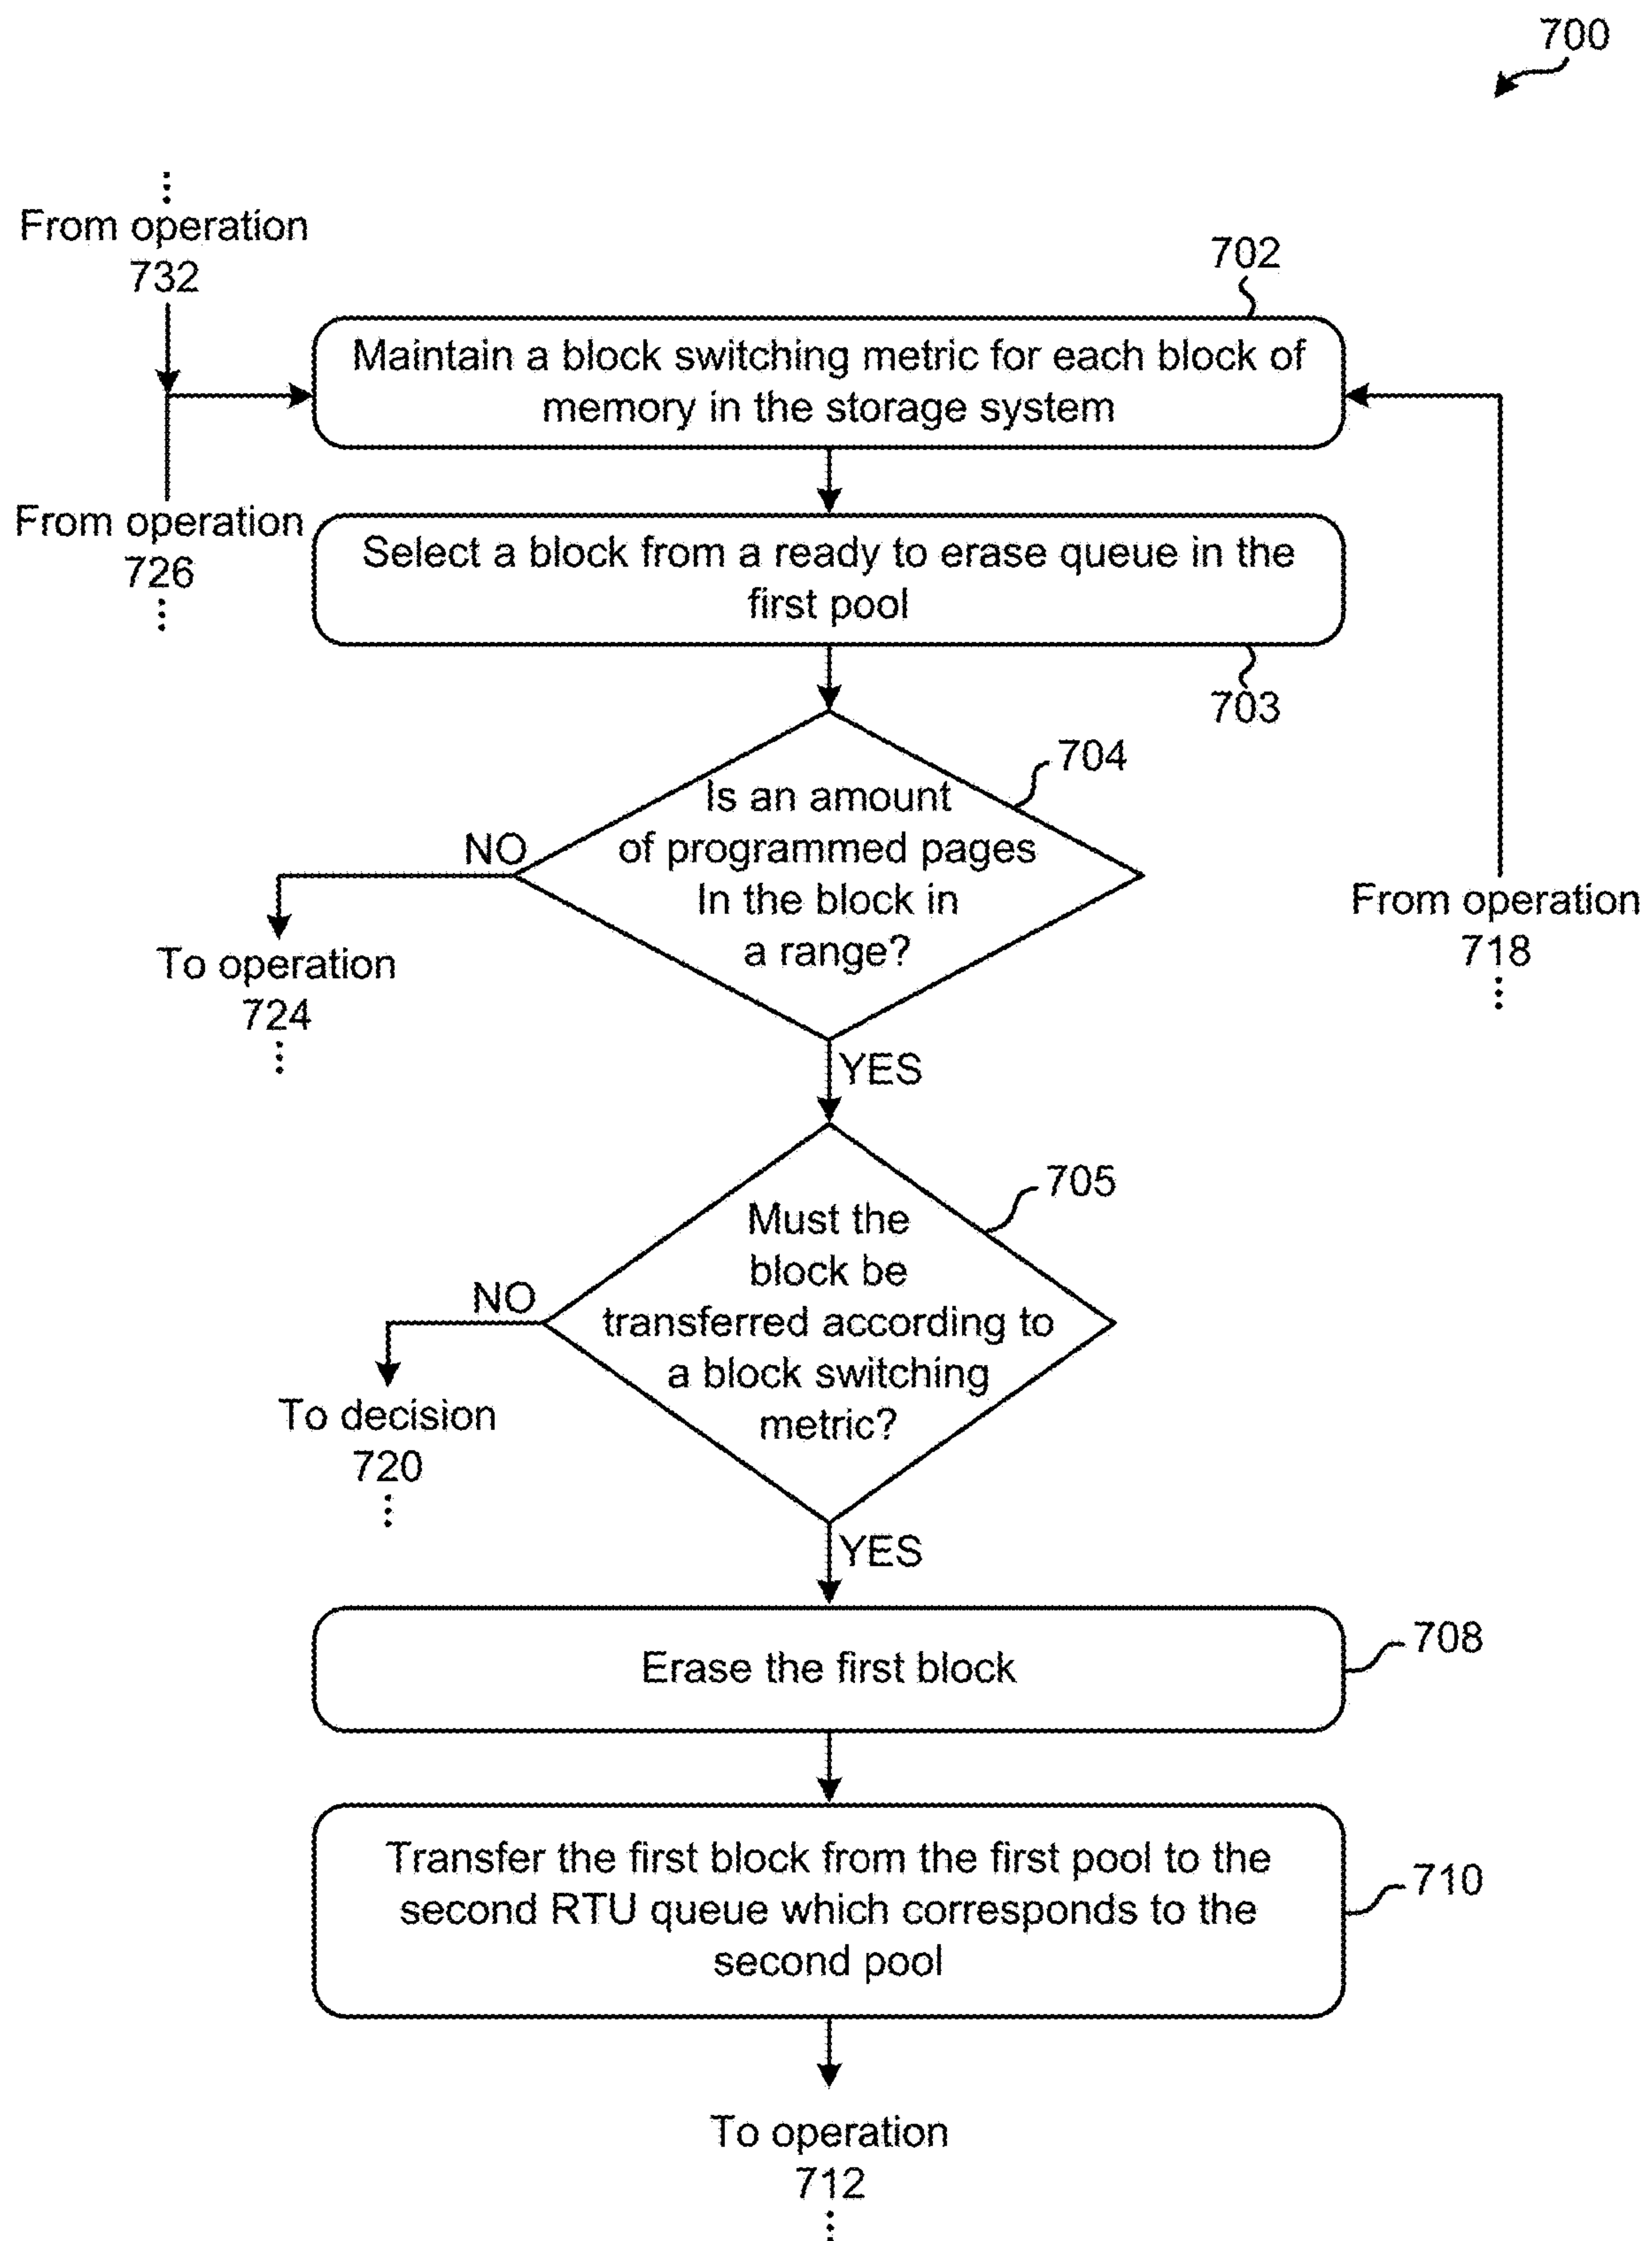 700
From operation
732
702
Maintain a block switching metric for each block of
memory in the storage system
From operation
726
Select a block from a ready to erase queue in the
first pool
703
704
Is an amount
of programmed pages
In the block in
a range?
NO
To operation
724
From operation
718
YES
705
Must the
block be
transferred according to
a block switching
metric?
NO
To decision
720
YES
708
Erase the first block
Transfer the first block from the first pool to the
second RTU queue which corresponds to the
second pool
710
To operation
712